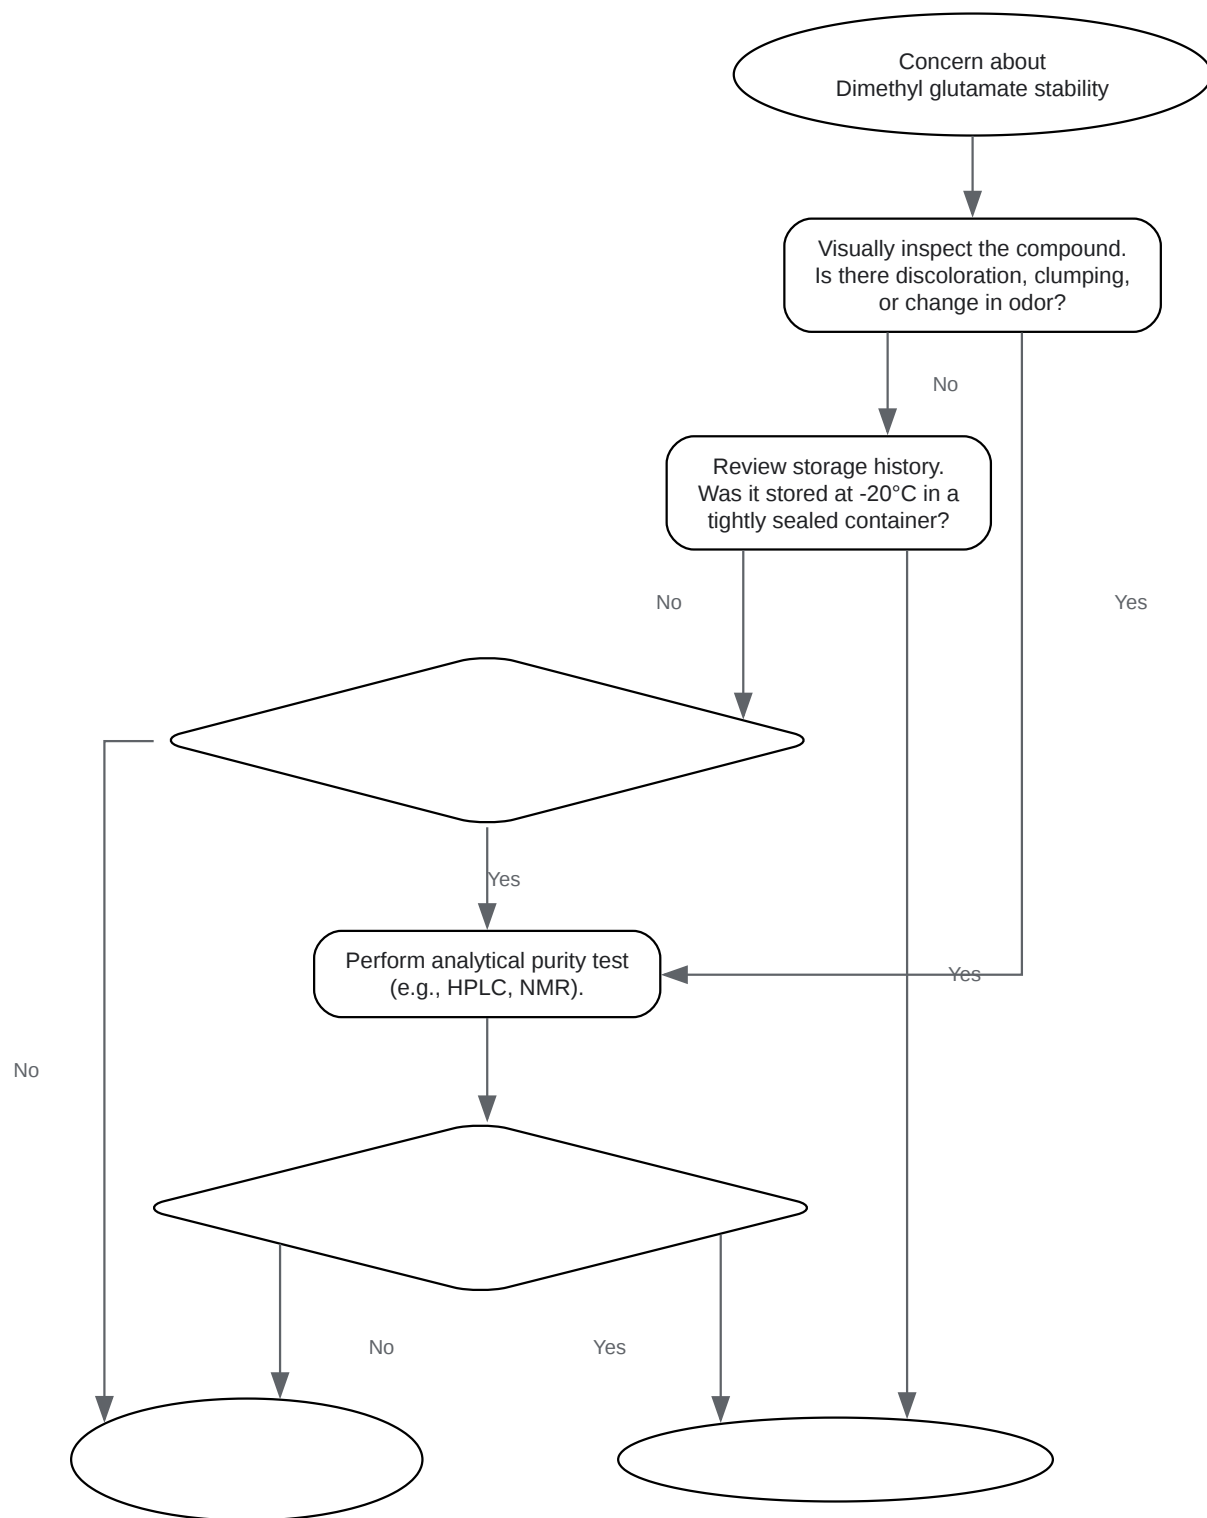 Concern about
Dimethyl glutamate stability
Visually inspect the compound.
Is there discoloration, clumping,
or change in odor?
No
Review storage history.
Was it stored at -20°C in a
tightly sealed container?
No
Yes
Yes
Perform analytical purity test
(e.g., HPLC, NMR).
Yes
No
No
Yes